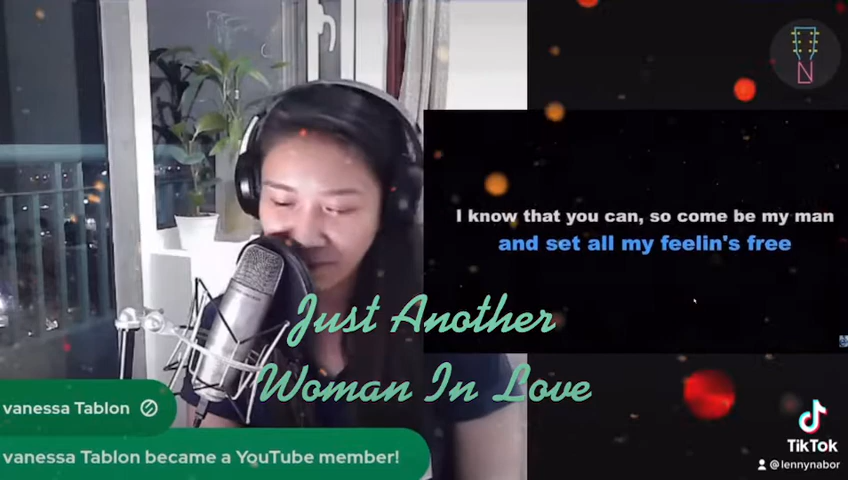 I know that you can, so come be my man
and set all my feelin's free
Just Another
Woman In Love
vanessa Tablon
vanessa Tablon became a YouTube member!
TikTok
@lennynabor